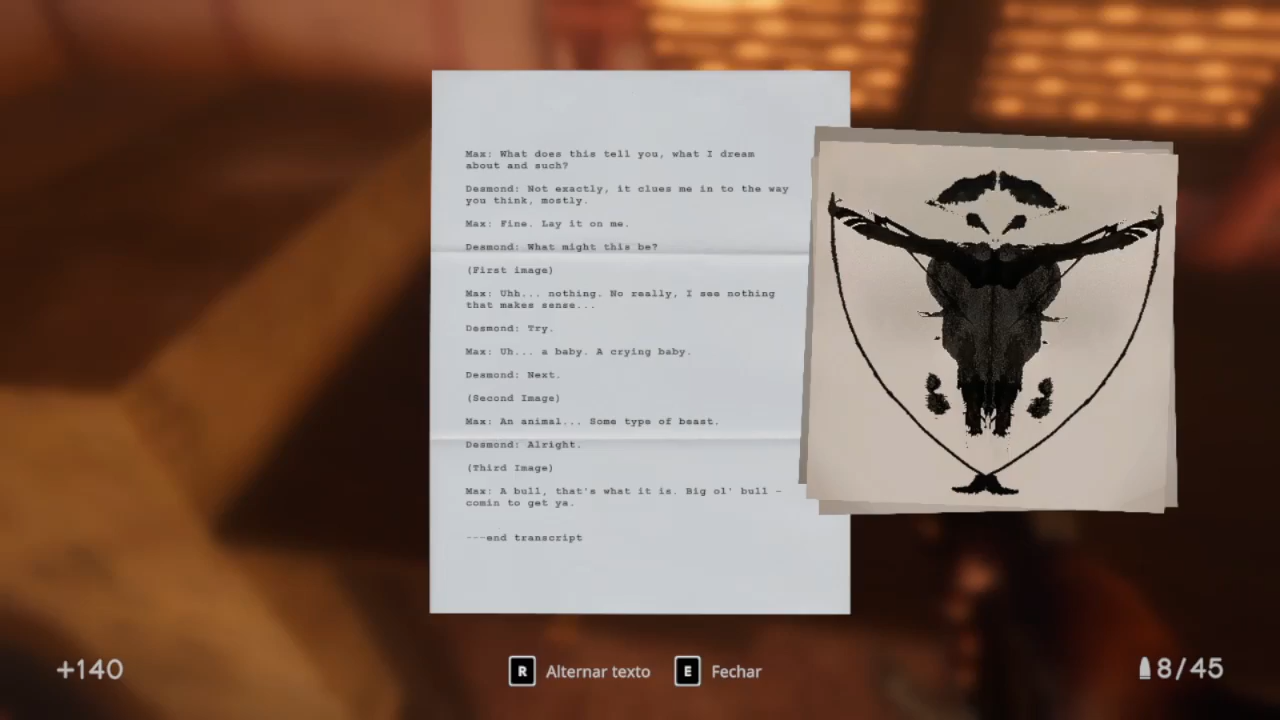 Max: What does this tell you, what I dream
about and such?
Desmond: Not exactly, it clues me in to the way
you think, mostly.
Max: Fine. Lay it on me.
Desmond: What might this be?
(First image)
Max: Uhh... nothing. No really, I see nothing
that makes sense...
Desmond: Try.
Max: Uh... a baby. A crying baby.
Desmond: Next.
(Second Image)
Max: An animal... Some type of beast.
Desmond: Alright.
(Third Image)
Max: A bull, that's what it is. Big ol' bull -
comin to get ya.
---end transcript
+140
R Alternar texto E Fechar
8/45